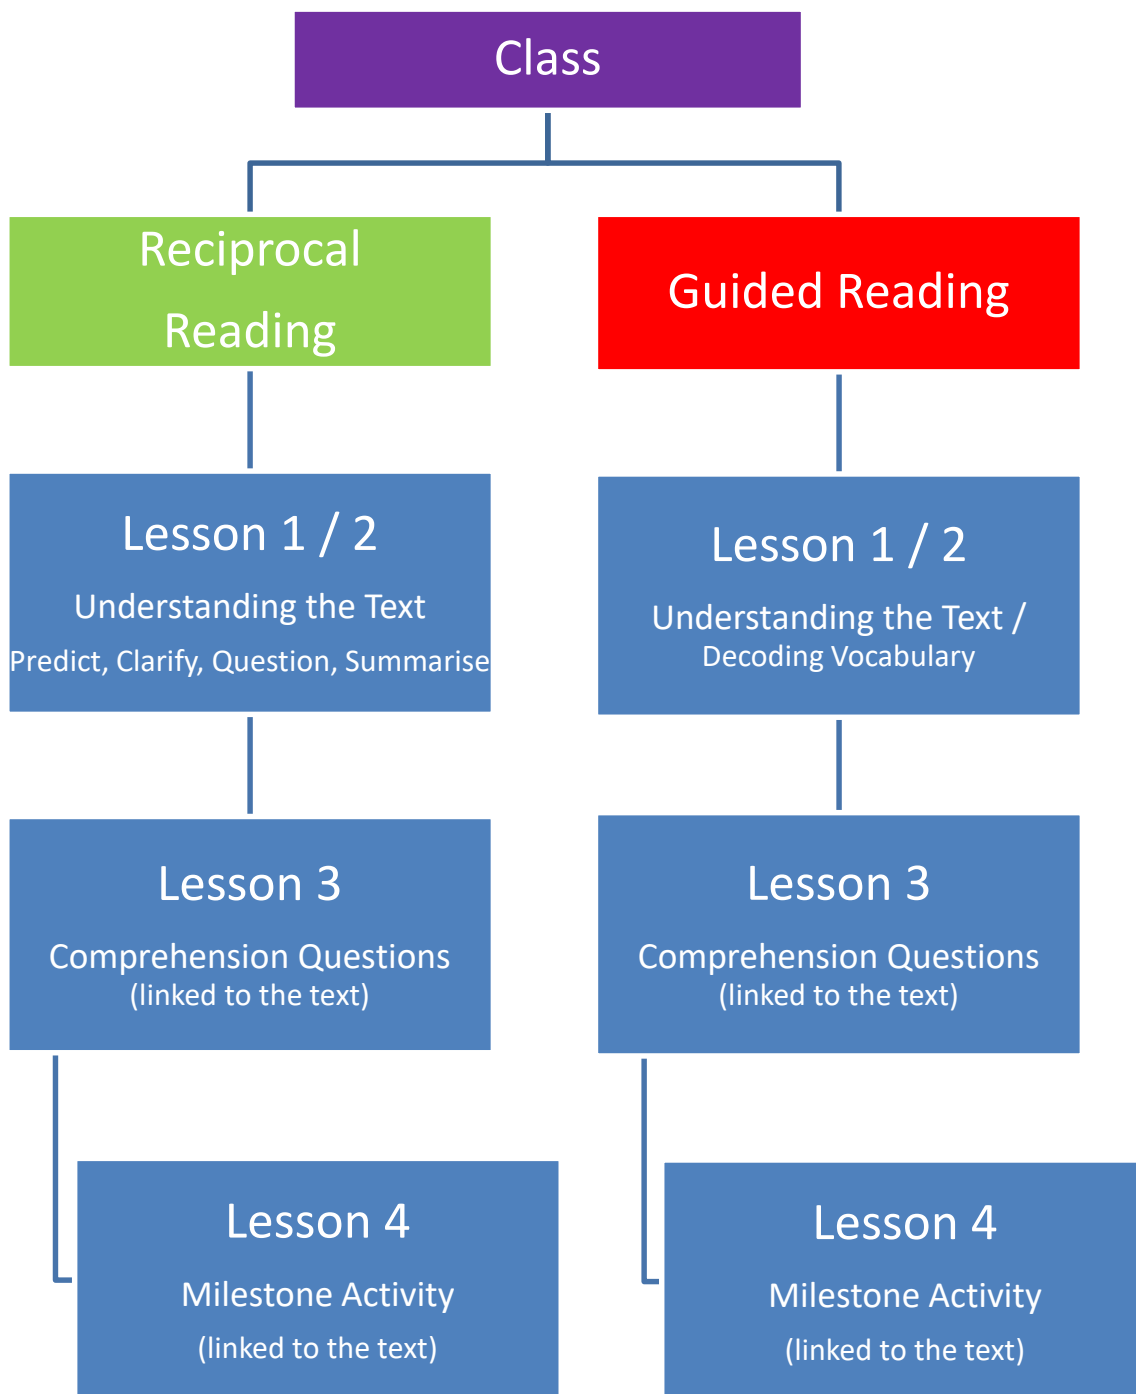 Class
Reciprocal
Reading
Guided Reading
Lesson 1 / 2
Understanding the Text
Predict, Clarify, Question, Summarise
Lesson 1 / 2
Understanding the Text /
Decoding Vocabulary
Lesson 3
Comprehension Questions
(linked to the text)
Lesson 3
Comprehension Questions
(linked to the text)
Lesson 4
Milestone Activity
(linked to the text)
Lesson 4
Milestone Activity
(linked to the text)